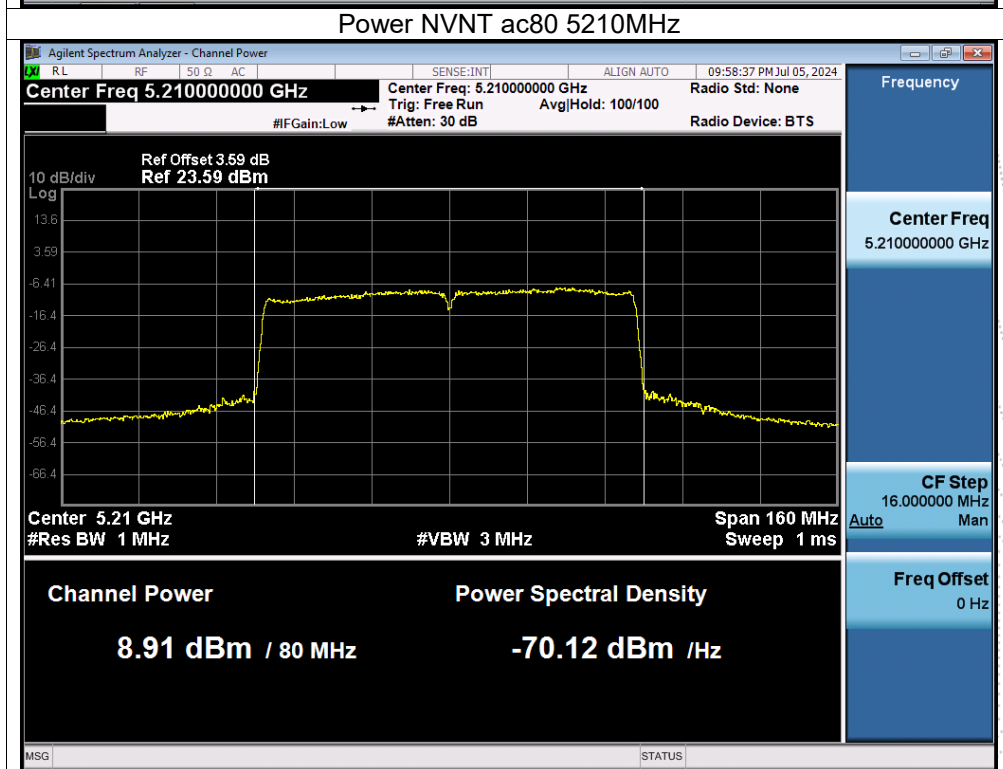 Power NVNT ac80 5210MHz
Agilent Spectrum Analyzer - Channel Power
LXI RL RF 50 Ω AC SENSE:INT ALIGN AUTO 09:58:37 PM Jul 05, 2024
Center Freq 5.210000000 GHz
Center Freq: 5.210000000 GHz Radio Std: None
Trig: Free Run Avg|Hold: 100/100
#IFGain:Low #Atten: 30 dB Radio Device: BTS
Frequency
Ref Offset 3.59 dB
10 dB/div Ref 23.59 dBm
Log
13.6
3.59
-6.41
-16.4
-26.4
-36.4
-46.4
-56.4
-66.4
Center Freq
5.210000000 GHz
CF Step
16.000000 MHz
Auto Man
Freq Offset
0 Hz
Center 5.21 GHz Span 160 MHz
#Res BW 1 MHz #VBW 3 MHz Sweep 1 ms
Channel Power Power Spectral Density
8.91 dBm / 80 MHz -70.12 dBm /Hz
MSG STATUS